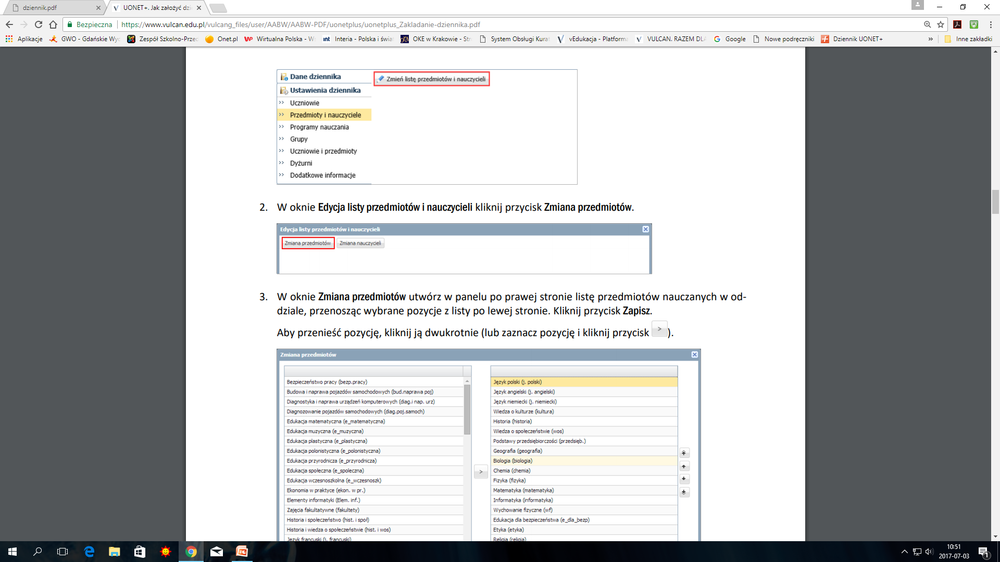 dziennik.pdf
UONET+. Jak założyć dzi
Bezpieczna
https://www.vulcan.edu.pl/vulcang_files/user/AABW/AABW-PDF/uonetplus/uonetplus_Zakladanie-dziennika.pdf
Aplikacje
GWO - Gdańskie Wyd
Zespół Szkolno-Przed
Onet.pl
Wirtualna Polska - W
Interia - Polska i świat
OKE w Krakowie - Str
System Obsługi Kurat
vEdukacja - Platforma
VULCAN. RAZEM DLA
Google
Nowe podręczniki
Dziennik UONET+
Inne zakładki
Dane dziennika
Zmień listę przedmiotów i nauczycieli
Ustawienia dziennika
Uczniowie
Przedmioty i nauczyciele
Programy nauczania
Grupy
Uczniowie i przedmioty
Dyżurni
Dodatkowe informacje
2. W oknie Edycja listy przedmiotów i nauczycieli kliknij przycisk Zmiana przedmiotów.
Edycja listy przedmiotów i nauczycieli
Zmiana przedmiotów Zmiana nauczycieli
3. W oknie Zmiana przedmiotów utwórz w panelu po prawej stronie listę przedmiotów nauczanych w od-
dziale, przenosząc wybrane pozycje z listy po lewej stronie. Kliknij przycisk Zapisz.
Aby przenieść pozycję, kliknij ją dwukrotnie (lub zaznacz pozycję i kliknij przycisk > ).
Zmiana przedmiotów
Bezpieczeństwo pracy (bezp.pracy)
Budowa i naprawa pojazdów samochodowych (bud.naprawa poj)
Diagnostyka i naprawa urządzeń komputerowych (diag.i nap. urz)
Diagnozowanie pojazdów samochodowych (diag.poj.samoch)
Edukacja matematyczna (e_matematyczna)
Edukacja muzyczna (e_muzyczna)
Edukacja plastyczna (e_plastyczna)
Edukacja polonistyczna (e_polonistyczna)
Edukacja przyrodnicza (e_przyrodnicza)
Edukacja społeczna (e_spoleczna)
Edukacja wczesnoszkolna (e_wczesnoszk)
Ekonomia w praktyce (ekon. w pr.)
Elementy informatyki (Elem. inf.)
Zajęcia fakultatywne (fakultety)
Historia i społeczeństwo (hist. i społ)
Historia i wiedza o społeczeństwie (hist. i wos)
Język francuski (j. francuski)
>
Język polski (j. polski)
Język angielski (j. angielski)
Język niemiecki (j. niemiecki)
Wiedza o kulturze (kultura)
Historia (historia)
Wiedza o społeczeństwie (wos)
Podstawy przedsiębiorczości (przedsięb.)
Geografia (geografia)
Biologia (biologia)
Chemia (chemia)
Fizyka (fizyka)
Matematyka (matematyka)
Informatyka (informatyka)
Wychowanie fizyczne (wf)
Edukacja dla bezpieczeństwa (e_dla_bezp)
Etyka (etyka)
Religia (religia)
10:51
2017-07-03
1